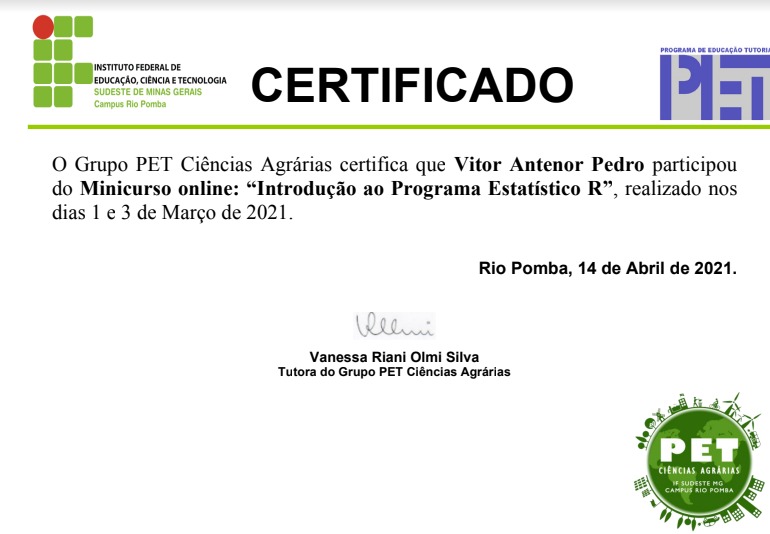 INSTITUTO FEDERAL DE
EDUCAÇÃO, CIÊNCIA E TECNOLOGIA
SUDESTE DE MINAS GERAIS
Campus Rio Pomba
CERTIFICADO
PROGRAMA DE EDUCAÇÃO TUTORIA
PET
O Grupo PET Ciências Agrárias certifica que Vitor Antenor Pedro participou
do Minicurso online: “Introdução ao Programa Estatístico R”, realizado nos
dias 1 e 3 de Março de 2021.
Rio Pomba, 14 de Abril de 2021.
Vanessa Riani Olmi Silva
Tutora do Grupo PET Ciências Agrárias
PET
CIÊNCIAS AGRÁRIAS
IF SUDESTE MG
CAMPUS RIO POMBA